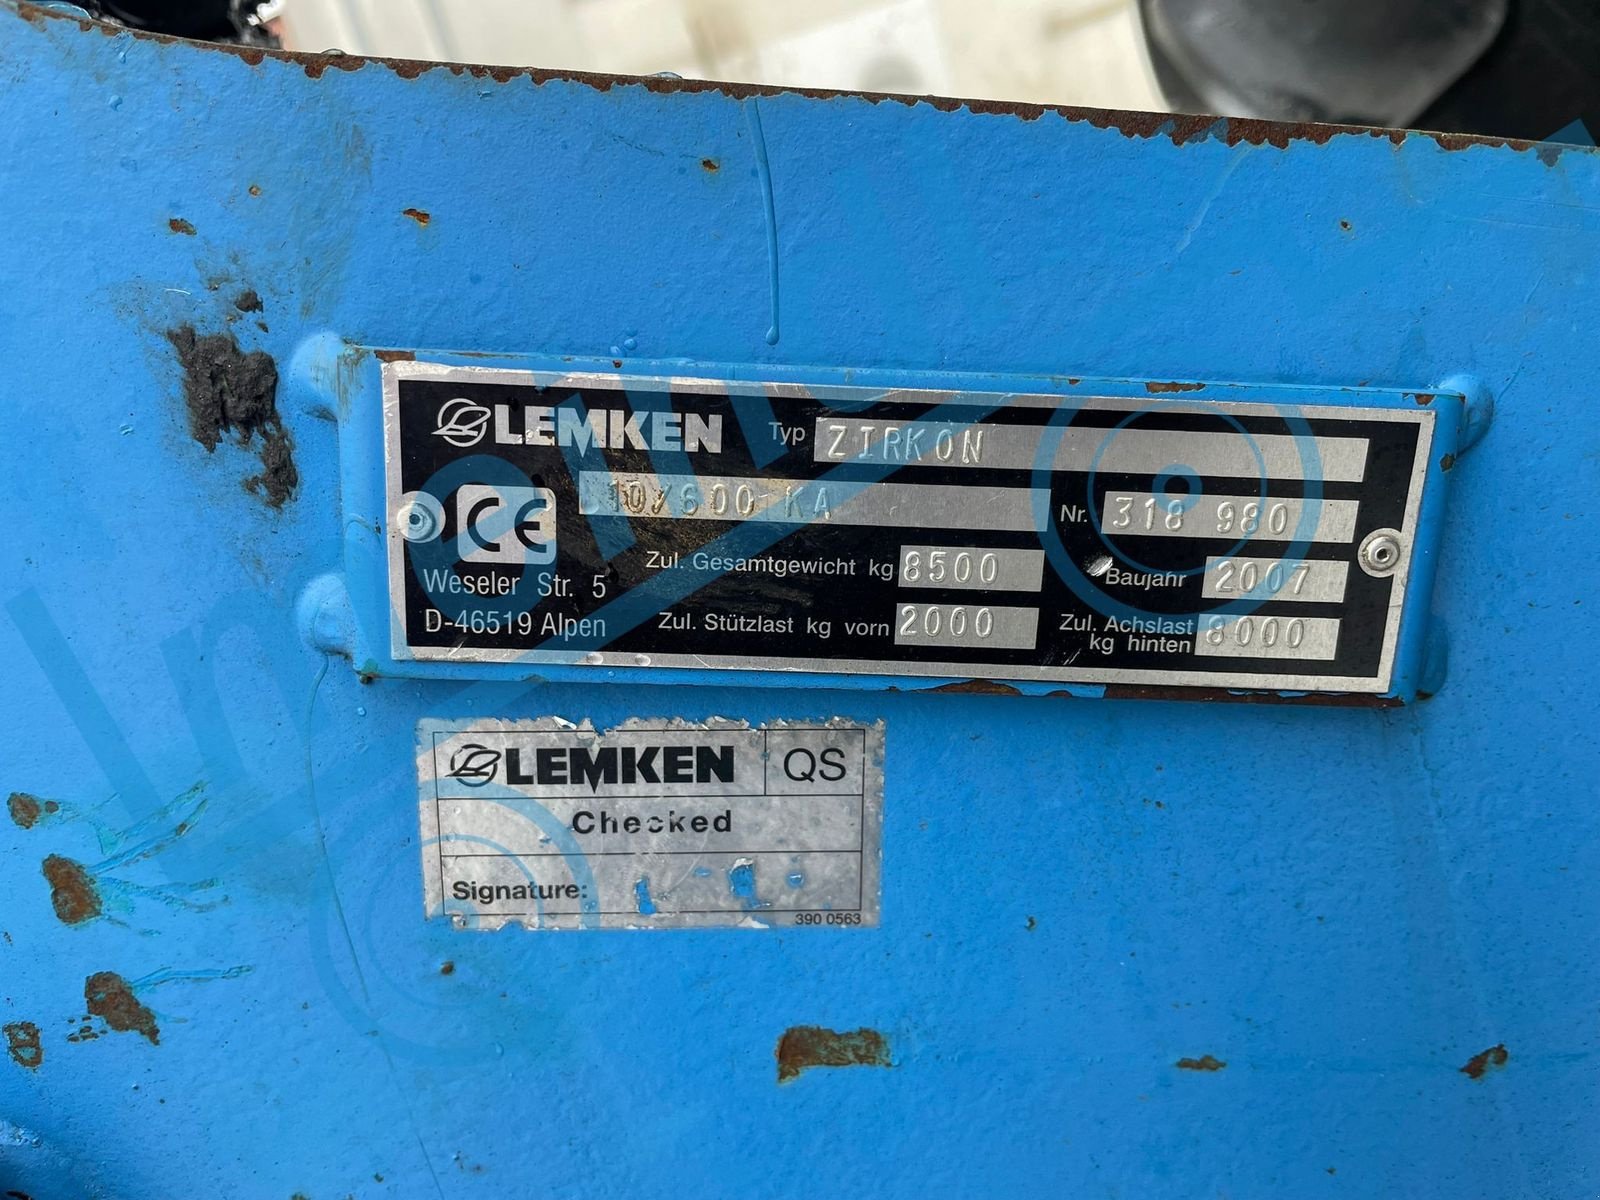 LEMKEN Typ ZIRKON
10/600 KA Nr. 318 980
CE
Zul. Gesamtgewicht kg 8500 Baujahr 2007
Weseler Str. 5
D-46519 Alpen Zul. Stützlast kg vorn 2000 Zul. Achslast kg hinten 8000
LEMKEN QS
Checked
Signature:
390 0563